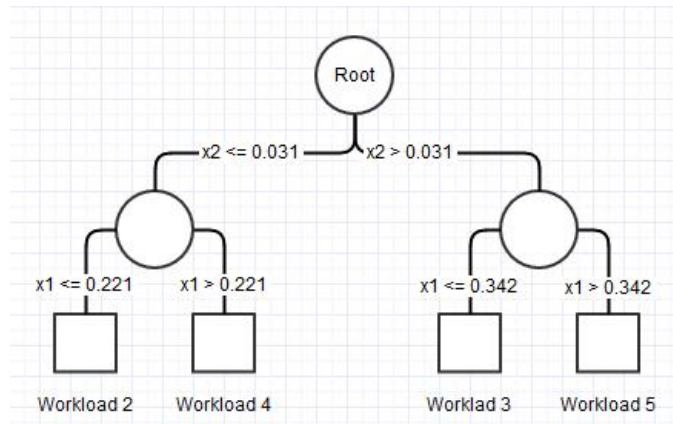 Root
x2 <= 0.031
x2 > 0.031
x1 <= 0.221
x1 > 0.221
x1 <= 0.342
x1 > 0.342
Workload 2
Workload 4
Worklad 3
Workload 5